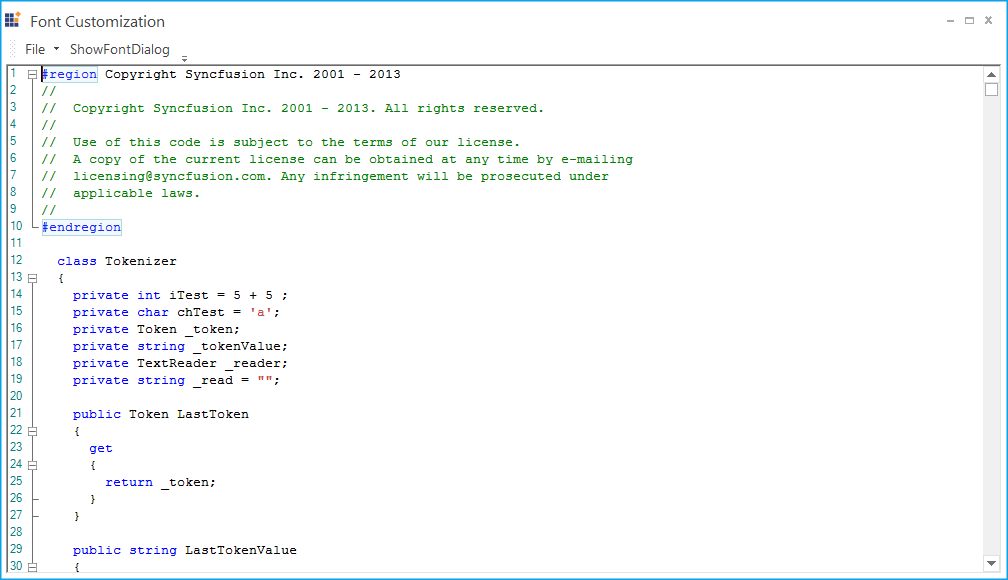 Font Customization
File ShowFontDialog
1 #region Copyright Syncfusion Inc. 2001 - 2013
2 //
3 //  Copyright Syncfusion Inc. 2001 - 2013. All rights reserved.
4 //
5 //  Use of this code is subject to the terms of our license.
6 //  A copy of the current license can be obtained at any time by e-mailing
7 //  licensing@syncfusion.com. Any infringement will be prosecuted under
8 //  applicable laws.
9 //
10 #endregion
11
12   class Tokenizer
13   {
14     private int iTest = 5 + 5 ;
15     private char chTest = 'a';
16     private Token _token;
17     private string _tokenValue;
18     private TextReader _reader;
19     private string _read = "";
20
21     public Token LastToken
22     {
23       get
24       {
25         return _token;
26       }
27     }
28
29     public string LastTokenValue
30     {